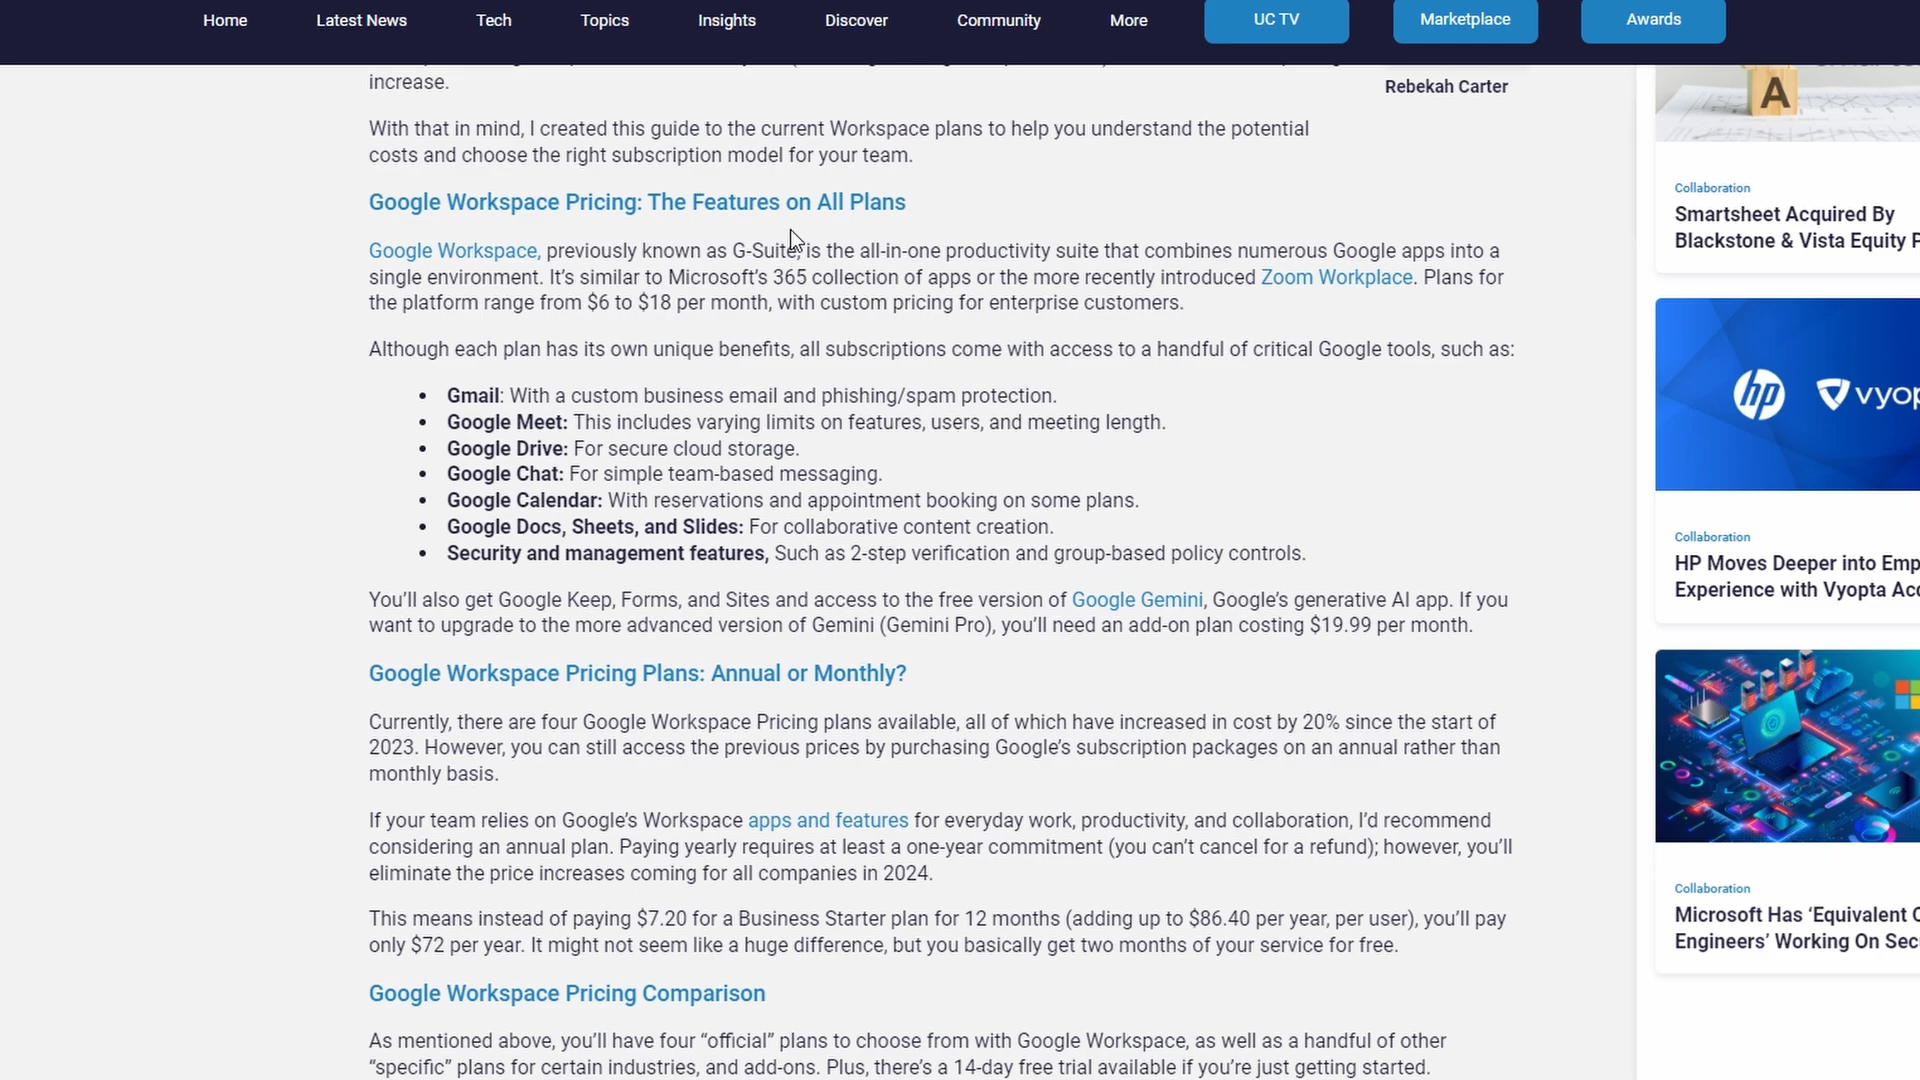 Home Latest News Tech Topics Insights Discover Community More UC TV Marketplace Awards
increase.
Rebekah Carter
With that in mind, I created this guide to the current Workspace plans to help you understand the potential
costs and choose the right subscription model for your team.
Google Workspace Pricing: The Features on All Plans
Google Workspace, previously known as G-Suite, is the all-in-one productivity suite that combines numerous Google apps into a
single environment. It’s similar to Microsoft’s 365 collection of apps or the more recently introduced Zoom Workplace. Plans for
the platform range from $6 to $18 per month, with custom pricing for enterprise customers.
Although each plan has its own unique benefits, all subscriptions come with access to a handful of critical Google tools, such as:
• Gmail: With a custom business email and phishing/spam protection.
• Google Meet: This includes varying limits on features, users, and meeting length.
• Google Drive: For secure cloud storage.
• Google Chat: For simple team-based messaging.
• Google Calendar: With reservations and appointment booking on some plans.
• Google Docs, Sheets, and Slides: For collaborative content creation.
• Security and management features, Such as 2-step verification and group-based policy controls.
You’ll also get Google Keep, Forms, and Sites and access to the free version of Google Gemini, Google’s generative AI app. If you
want to upgrade to the more advanced version of Gemini (Gemini Pro), you’ll need an add-on plan costing $19.99 per month.
Google Workspace Pricing Plans: Annual or Monthly?
Currently, there are four Google Workspace Pricing plans available, all of which have increased in cost by 20% since the start of
2023. However, you can still access the previous prices by purchasing Google’s subscription packages on an annual rather than
monthly basis.
If your team relies on Google’s Workspace apps and features for everyday work, productivity, and collaboration, I’d recommend
considering an annual plan. Paying yearly requires at least a one-year commitment (you can’t cancel for a refund); however, you’ll
eliminate the price increases coming for all companies in 2024.
This means instead of paying $7.20 for a Business Starter plan for 12 months (adding up to $86.40 per year, per user), you’ll pay
only $72 per year. It might not seem like a huge difference, but you basically get two months of your service for free.
Google Workspace Pricing Comparison
As mentioned above, you’ll have four “official” plans to choose from with Google Workspace, as well as a handful of other
“specific” plans for certain industries, and add-ons. Plus, there’s a 14-day free trial available if you’re just getting started.
A
Collaboration
Smartsheet Acquired By
Blackstone & Vista Equity P
hp vyop
Collaboration
HP Moves Deeper into Emp
Experience with Vyopta Acq
Collaboration
Microsoft Has ‘Equivalent O
Engineers’ Working On Sec